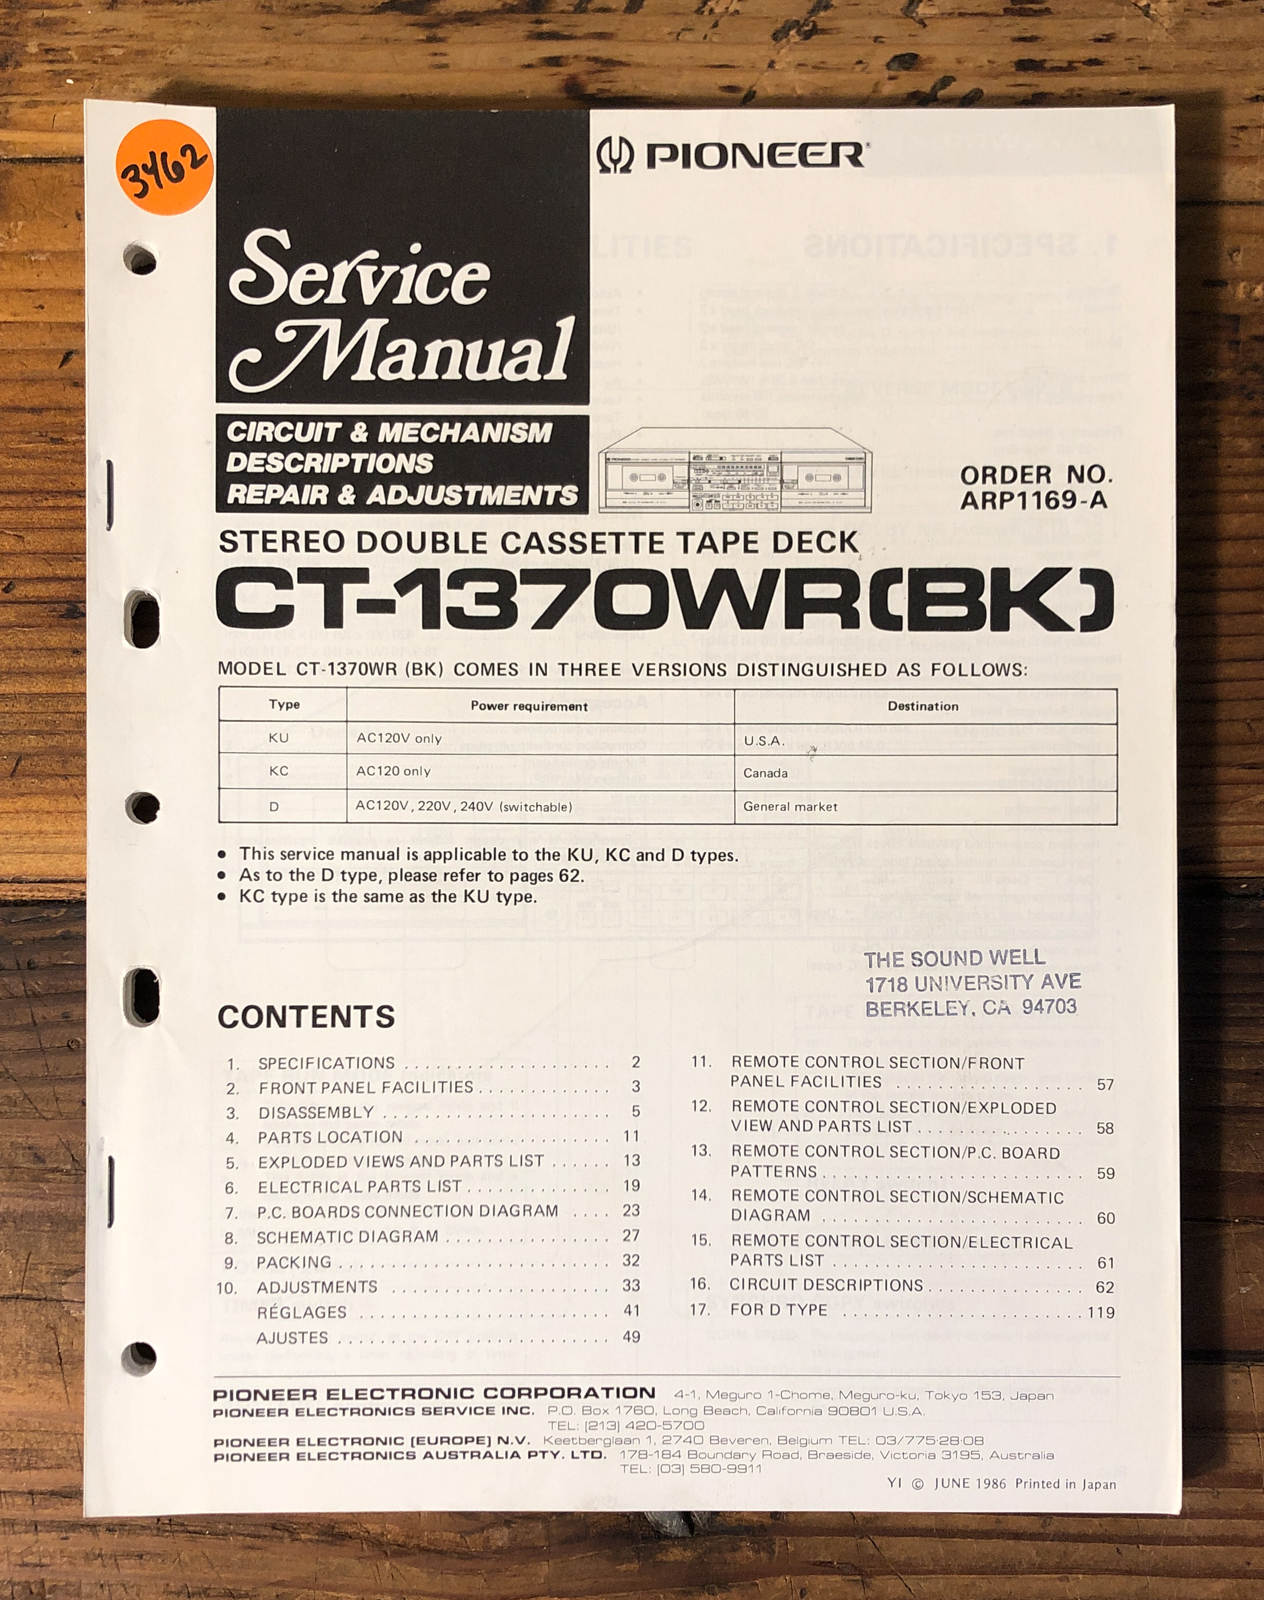 3462
PIONEER
Service
Manual
CIRCUIT & MECHANISM
DESCRIPTIONS
REPAIR & ADJUSTMENTS
ORDER NO.
ARP1169-A
STEREO DOUBLE CASSETTE TAPE DECK
CT-1370WR(BK)
MODEL CT-1370WR (BK) COMES IN THREE VERSIONS DISTINGUISHED AS FOLLOWS:
Type Power requirement Destination
KU AC120V only U.S.A.
KC AC120 only Canada
D AC120V, 220V, 240V (switchable) General market
• This service manual is applicable to the KU, KC and D types.
• As to the D type, please refer to pages 62.
• KC type is the same as the KU type.
THE SOUND WELL
1718 UNIVERSITY AVE
BERKELEY, CA 94703
CONTENTS
1. SPECIFICATIONS . . . . . . . . . . . . . . . . . . . . . 2
2. FRONT PANEL FACILITIES . . . . . . . . . . . . . 3
3. DISASSEMBLY . . . . . . . . . . . . . . . . . . . . . . . 5
4. PARTS LOCATION . . . . . . . . . . . . . . . . . . . . 11
5. EXPLODED VIEWS AND PARTS LIST . . . . . . 13
6. ELECTRICAL PARTS LIST . . . . . . . . . . . . . . . 19
7. P.C. BOARDS CONNECTION DIAGRAM . . . . 23
8. SCHEMATIC DIAGRAM . . . . . . . . . . . . . . . . . 27
9. PACKING . . . . . . . . . . . . . . . . . . . . . . . . . . . . 32
10. ADJUSTMENTS . . . . . . . . . . . . . . . . . . . . . . 33
RÉGLAGES . . . . . . . . . . . . . . . . . . . . . . . . . . 41
AJUSTES . . . . . . . . . . . . . . . . . . . . . . . . . . . . 49
11. REMOTE CONTROL SECTION/FRONT
PANEL FACILITIES . . . . . . . . . . . . . . . . . . . 57
12. REMOTE CONTROL SECTION/EXPLODED
VIEW AND PARTS LIST . . . . . . . . . . . . . . . . . 58
13. REMOTE CONTROL SECTION/P.C. BOARD
PATTERNS . . . . . . . . . . . . . . . . . . . . . . . . . . . 59
14. REMOTE CONTROL SECTION/SCHEMATIC
DIAGRAM . . . . . . . . . . . . . . . . . . . . . . . . . . . 60
15. REMOTE CONTROL SECTION/ELECTRICAL
PARTS LIST . . . . . . . . . . . . . . . . . . . . . . . . . . 61
16. CIRCUIT DESCRIPTIONS . . . . . . . . . . . . . . . . 62
17. FOR D TYPE . . . . . . . . . . . . . . . . . . . . . . . . . 119
PIONEER ELECTRONIC CORPORATION 4-1, Meguro 1-Chome, Meguro-ku, Tokyo 153, Japan
PIONEER ELECTRONICS SERVICE INC. P.O. Box 1760, Long Beach, California 90801 U.S.A.
TEL: (213) 420-5700
PIONEER ELECTRONIC [EUROPE] N.V. Keetberglaan 1, 2740 Beveren, Belgium TEL: 03/775·28·08
PIONEER ELECTRONICS AUSTRALIA PTY. LTD. 178-184 Boundary Road, Braeside, Victoria 3195, Australia
TEL: (03) 580-9911
YI © JUNE 1986 Printed in Japan